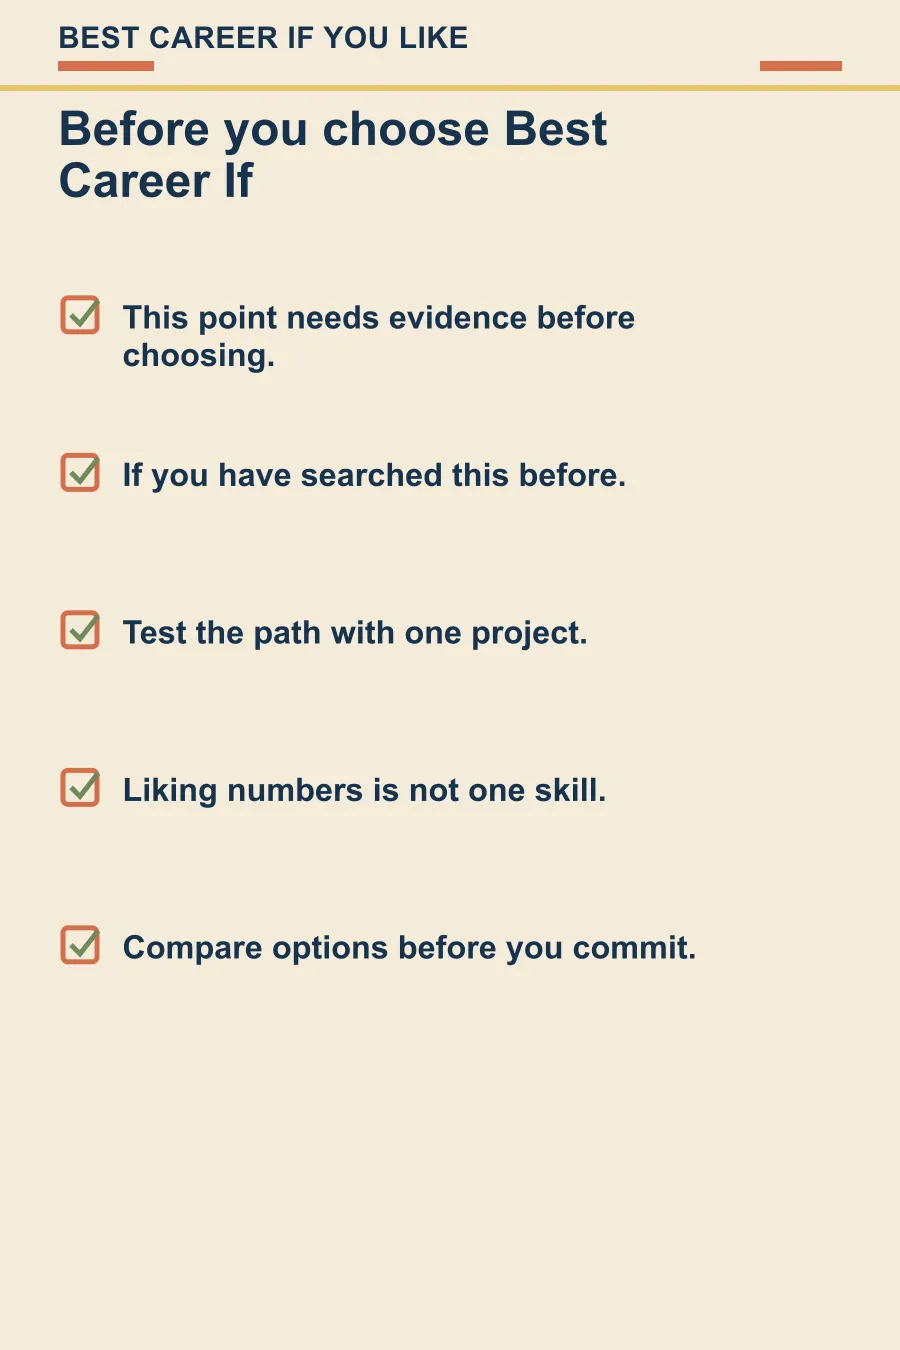 BEST CAREER IF YOU LIKE
Before you choose Best
Career If
This point needs evidence before
choosing.
If you have searched this before.
Test the path with one project.
Liking numbers is not one skill.
Compare options before you commit.